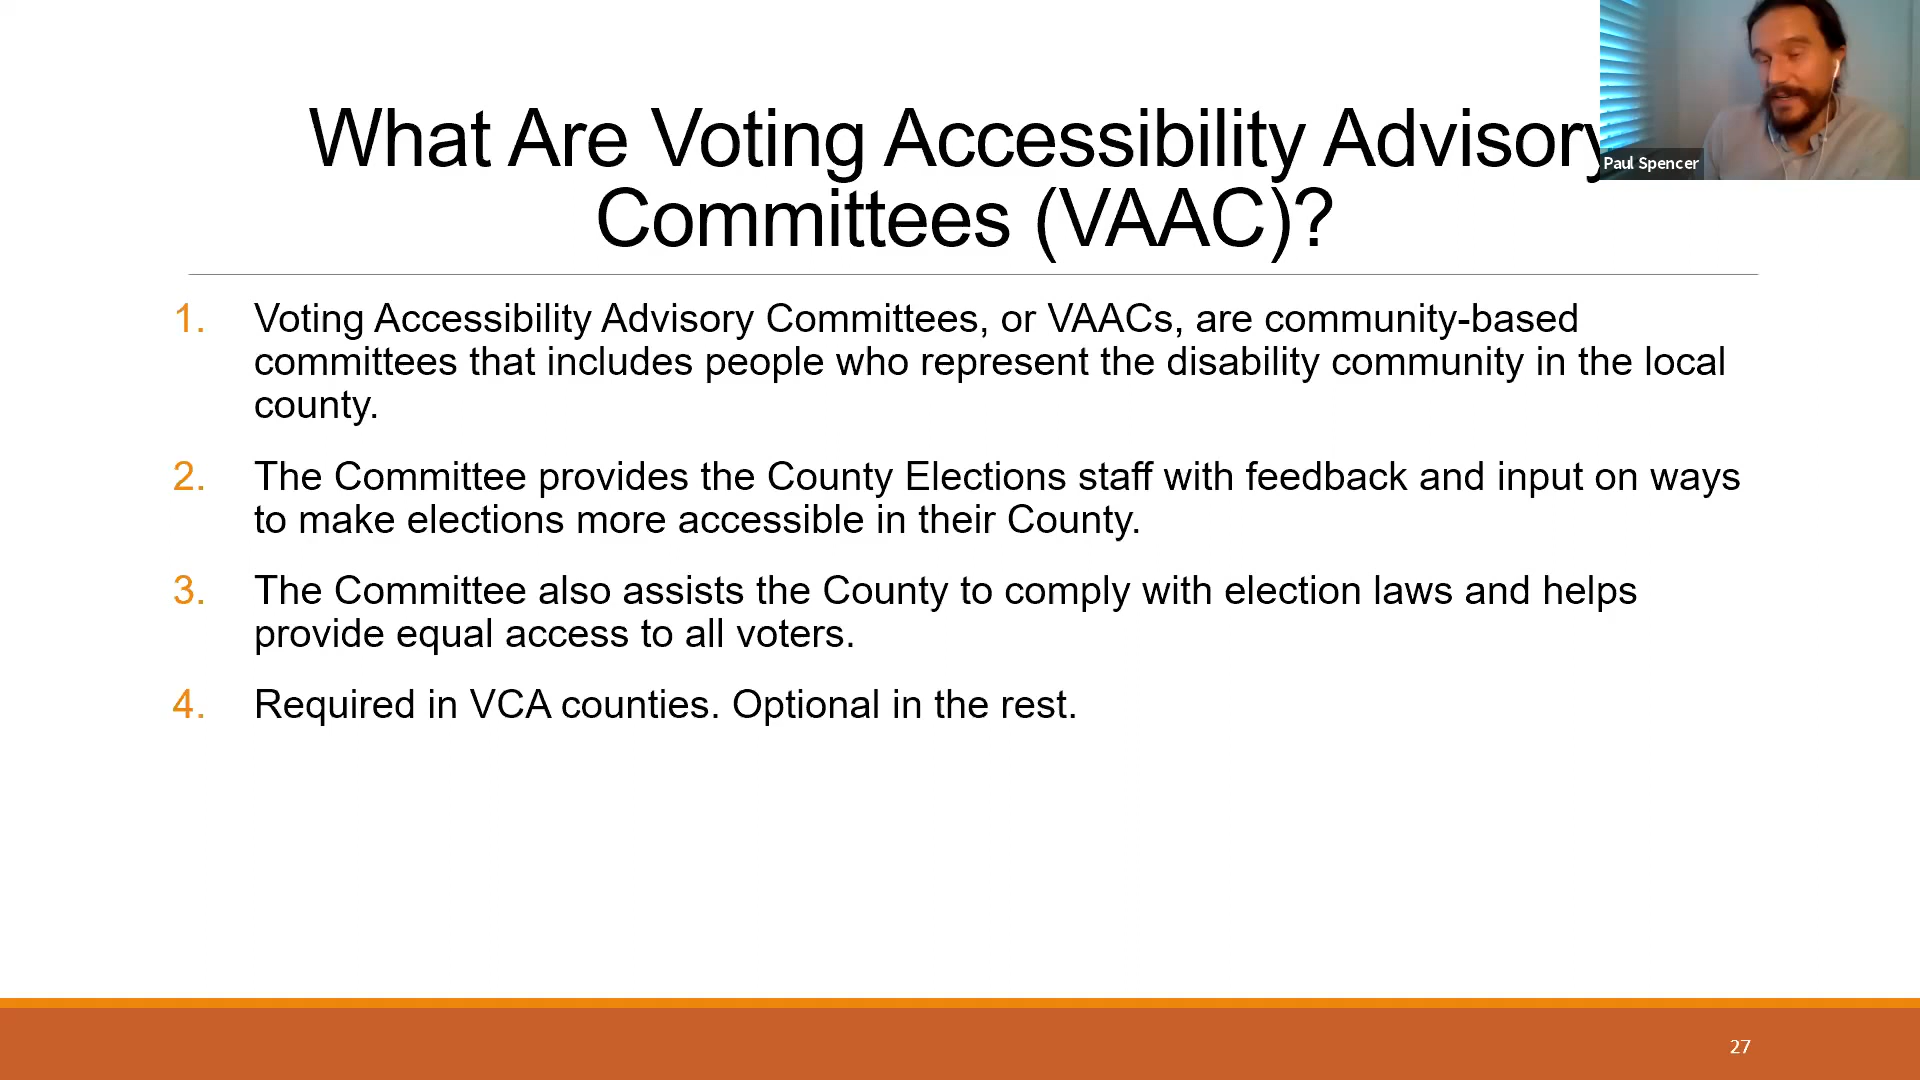 What Are Voting Accessibility Advisory
Committees (VAAC)?
Paul Spencer
1. Voting Accessibility Advisory Committees, or VAACs, are community-based
committees that includes people who represent the disability community in the local
county.
2. The Committee provides the County Elections staff with feedback and input on ways
to make elections more accessible in their County.
3. The Committee also assists the County to comply with election laws and helps
provide equal access to all voters.
4. Required in VCA counties. Optional in the rest.
27